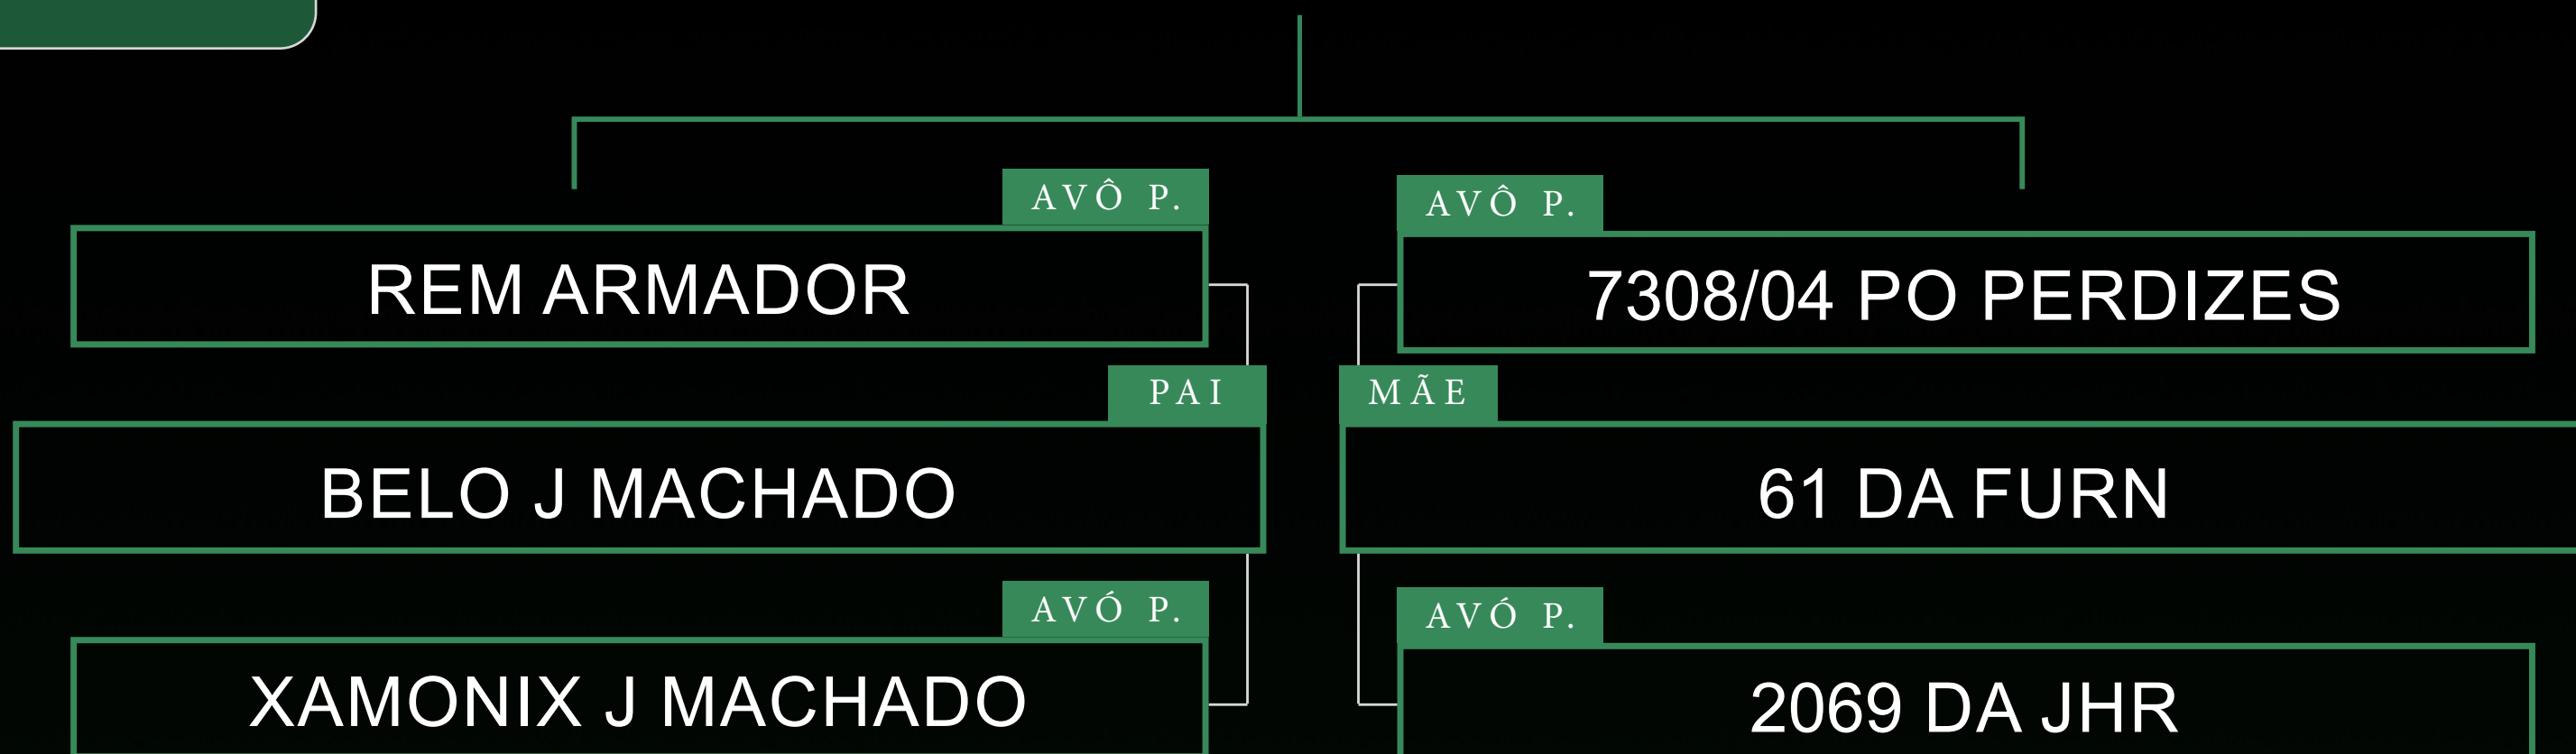 AVÔ P.
REM ARMADOR
PAI
BELO J MACHADO
AVÓ P.
XAMONIX J MACHADO
AVÔ P.
7308/04 PO PERDIZES
MÃE
61 DA FURN
AVÓ P.
2069 DA JHR